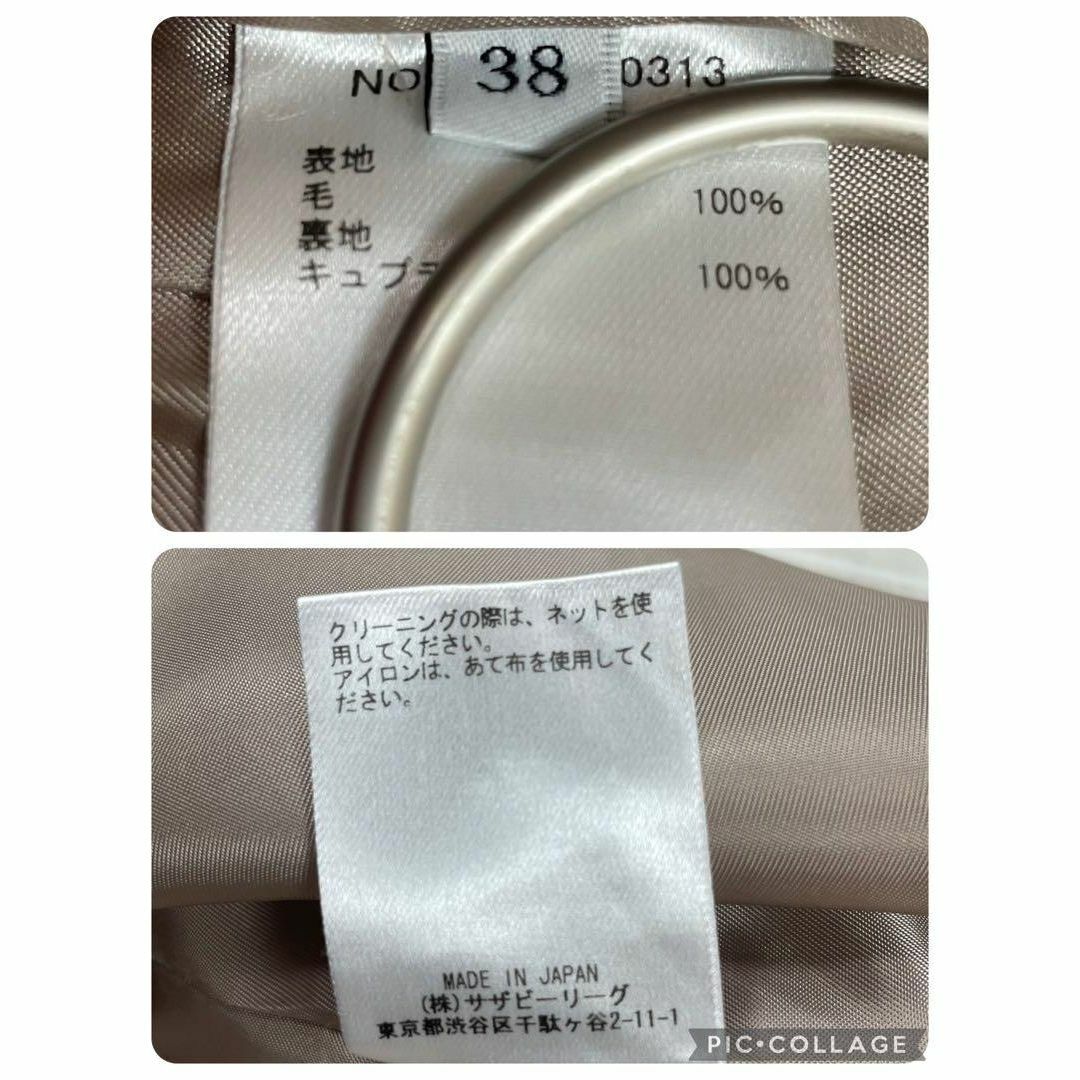 NO 38 0313
表地
毛 100%
裏地
キュプラ 100%
クリーニングの際は、ネットを使
用してください。
アイロンは、あて布を使用してく
ださい。
MADE IN JAPAN
(株)サザビーリーグ
東京都渋谷区千駄ヶ谷2-11-1
PIC•COLLAGE